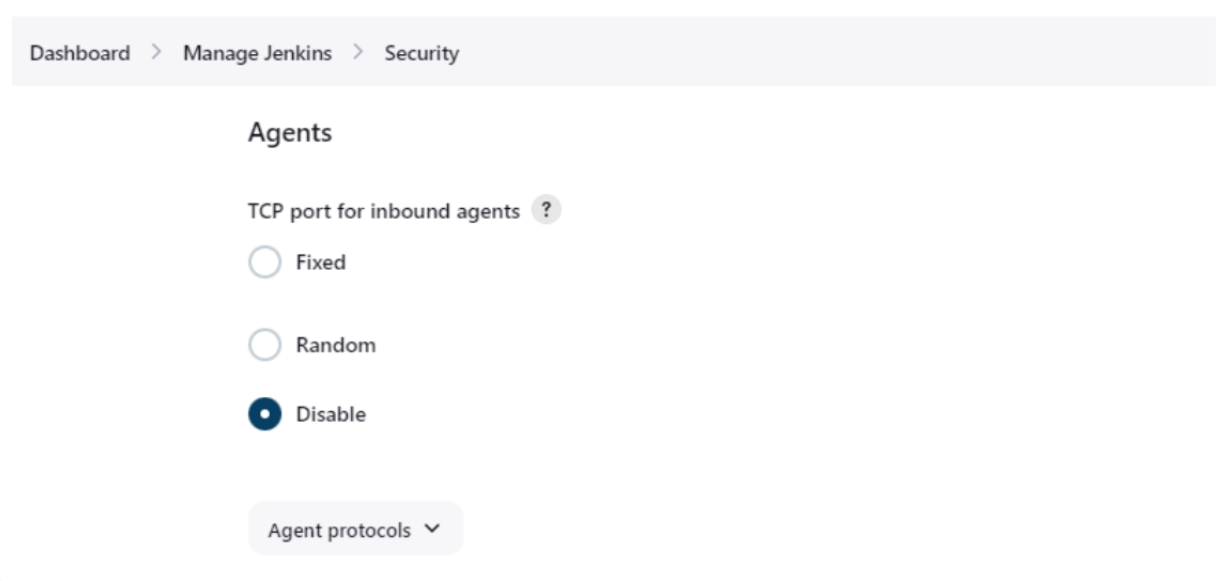 Dashboard > Manage Jenkins > Security
Agents
TCP port for inbound agents ?
Fixed
Random
Disable
Agent protocols